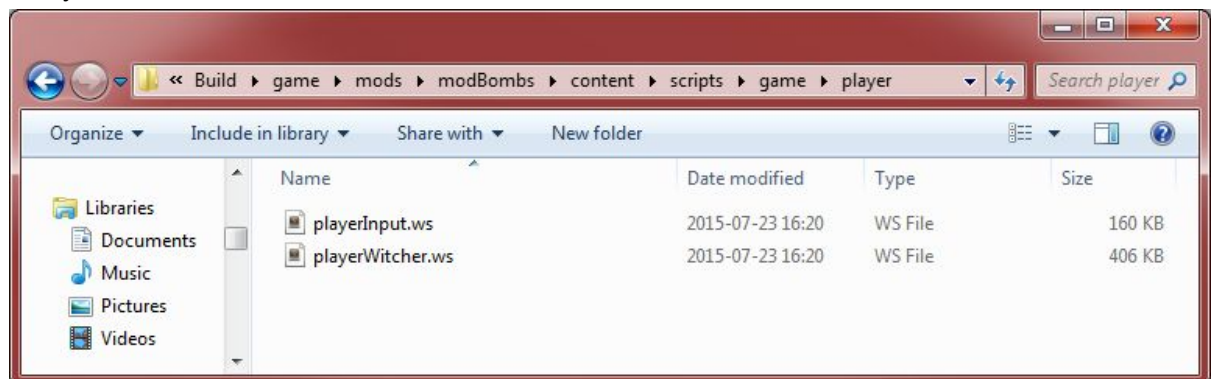 « Build ▸ game ▸ mods ▸ modBombs ▸ content ▸ scripts ▸ game ▸ player Search player
Organize Include in library Share with New folder
Name Date modified Type Size
Libraries
Documents
Music
Pictures
Videos
playerInput.ws 2015-07-23 16:20 WS File 160 KB
playerWitcher.ws 2015-07-23 16:20 WS File 406 KB